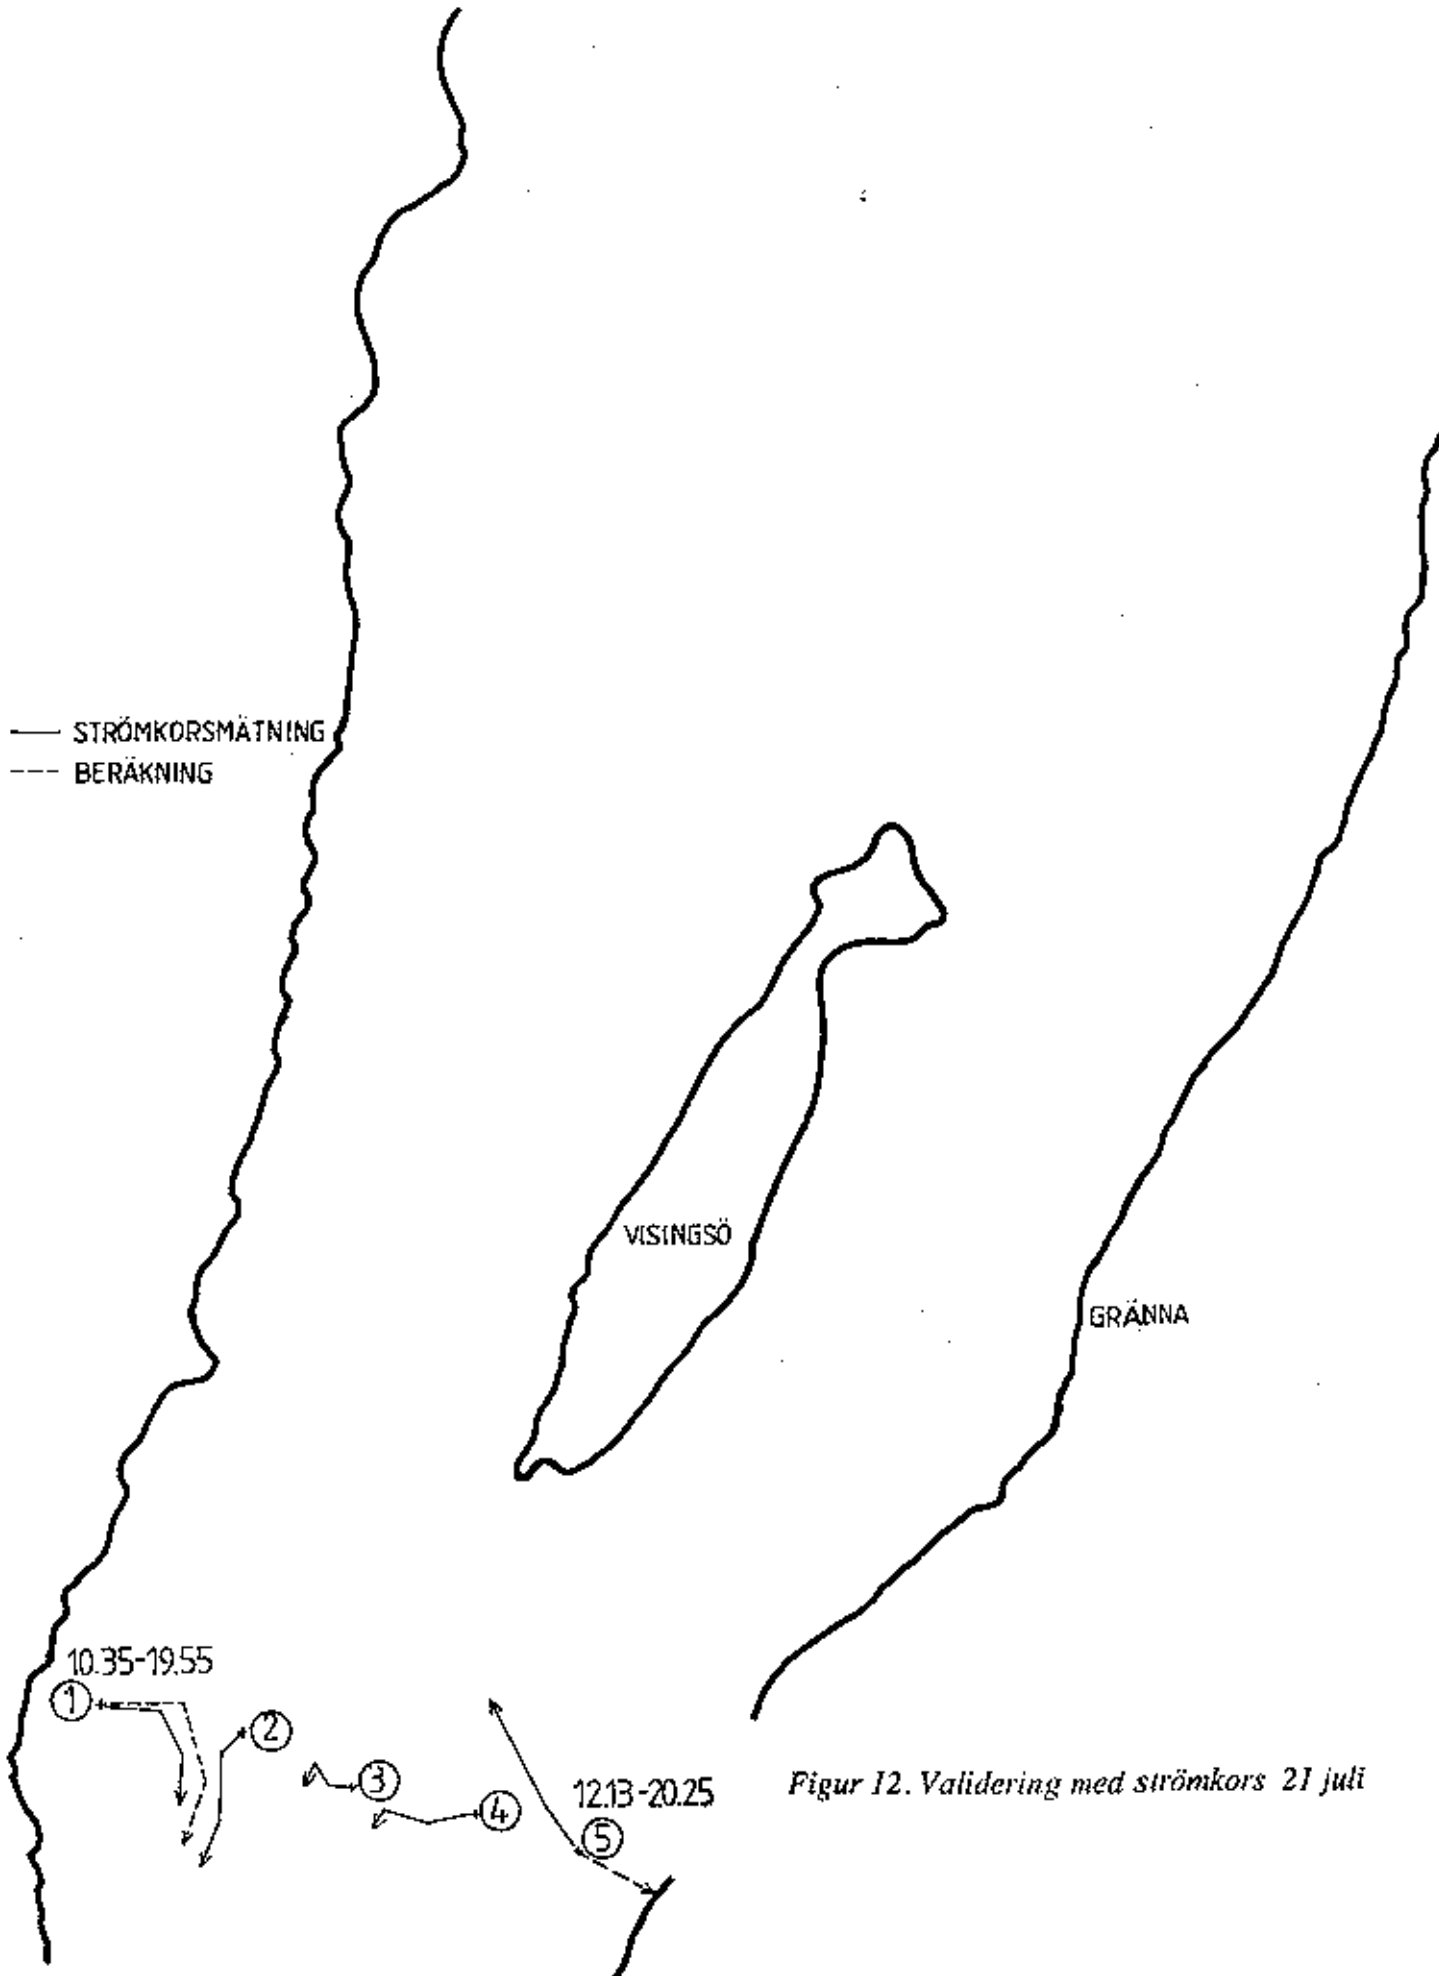 STRÖMKORSMÄTNING
BERÄKNING
VISINGSÖ
GRÄNNA
10.35-19.55
1
2
3
4
12.13-20.25
5
Figur 12. Validering med strömkors 21 juli